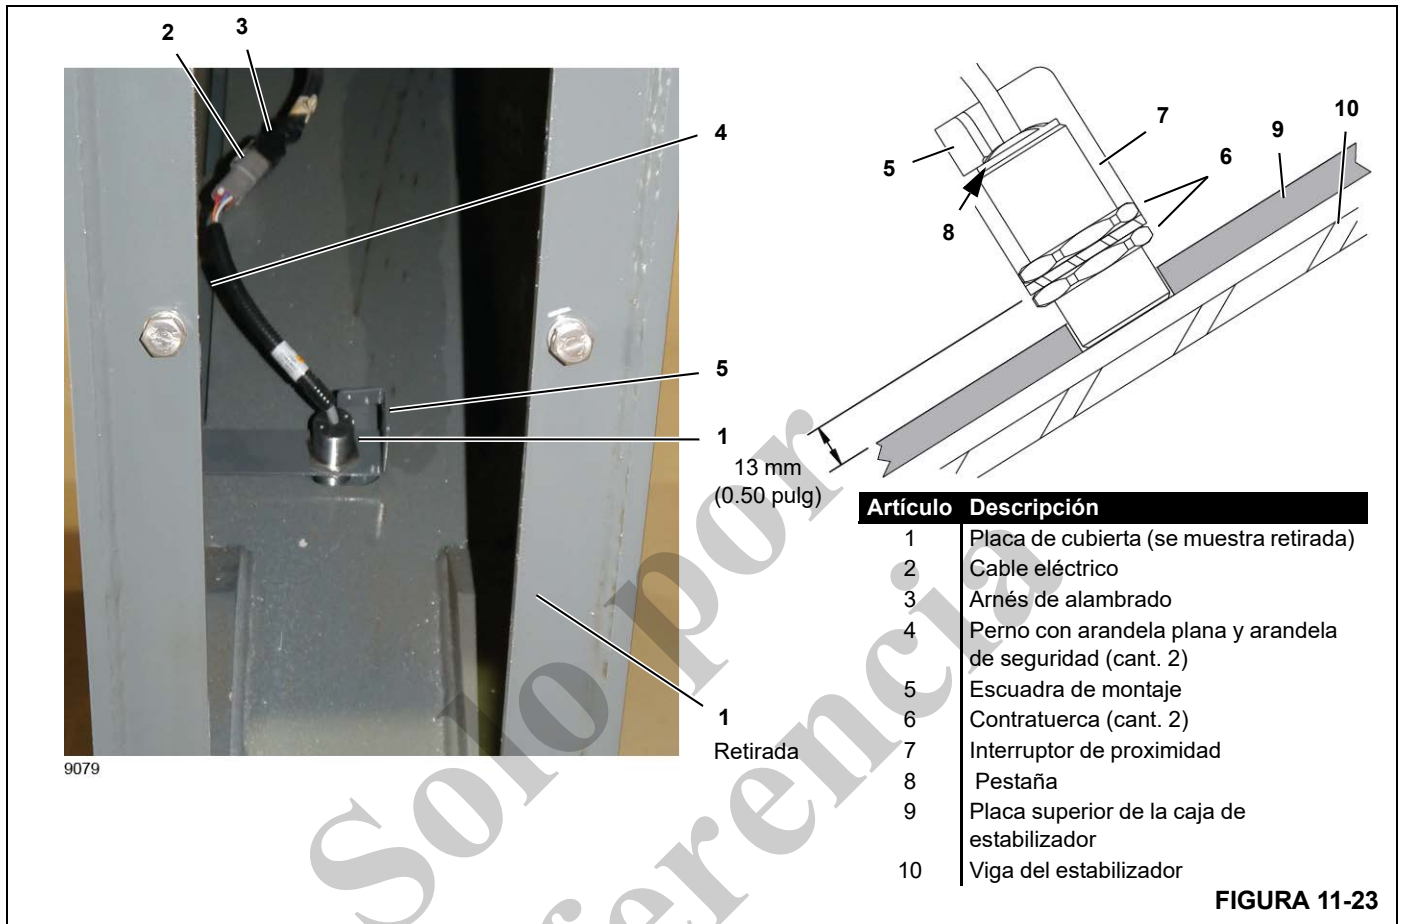 2
3
4
5
1
1
Retirada
9079
10
9
7
6
5
8
13 mm
(0.50 pulg)
Artículo Descripción
1 Placa de cubierta (se muestra retirada)
2 Cable eléctrico
3 Arnés de alambrado
4 Perno con arandela plana y arandela
de seguridad (cant. 2)
5 Escuadra de montaje
6 Contratuerca (cant. 2)
7 Interruptor de proximidad
8 Pestaña
9 Placa superior de la caja de
estabilizador
10 Viga del estabilizador
FIGURA 11-23
Solo por
referencia